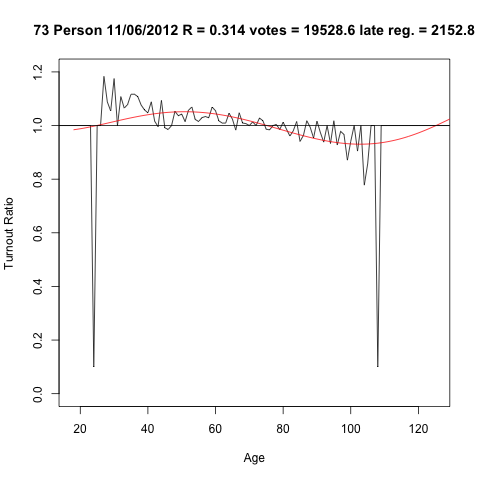 73 Person 11/06/2012 R = 0.314 votes = 19528.6 late reg. = 2152.8
Turnout Ratio
1.2
1.0
0.8
0.6
0.4
0.2
0.0
20 40 60 80 100 120
Age